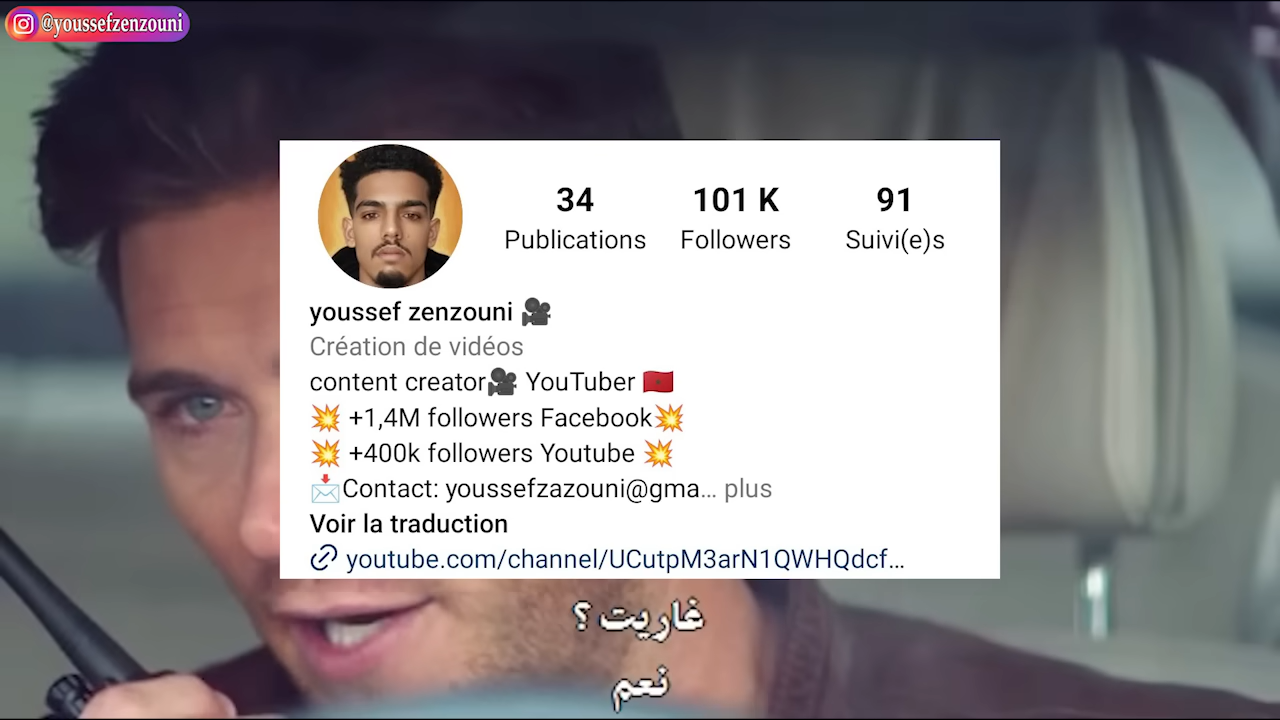 @youssefzenzouni
34 101 K 91
Publications Followers Suivi(e)s
youssef zenzouni 🎥
Création de vidéos
content creator🎥 YouTuber 🇲🇦
💥 +1,4M followers Facebook💥
💥 +400k followers Youtube 💥
📩Contact: youssefzazouni@gma… plus
Voir la traduction
youtube.com/channel/UCutpM3arN1QWHQdcf…
غاريت ؟
نعم